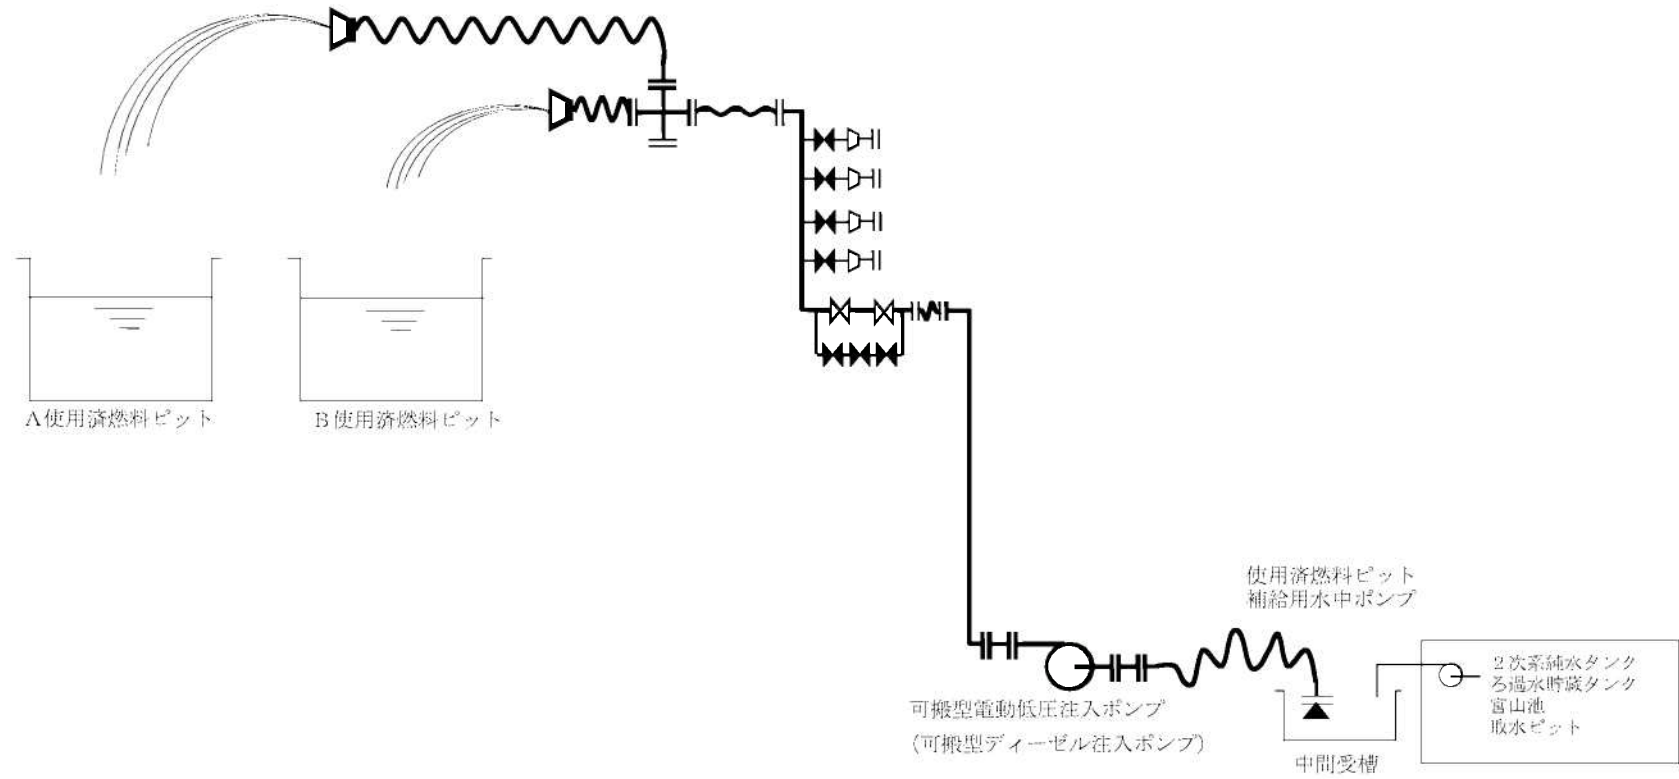 A使用済燃料ピット
B使用済燃料ピット
使用済燃料ピット
補給用水中ポンプ
2次系純水タンク
ろ過水貯蔵タンク
宮山池
取水ピット
可搬型電動低圧注入ポンプ
(可搬型ディーゼル注入ポンプ)
中間受槽